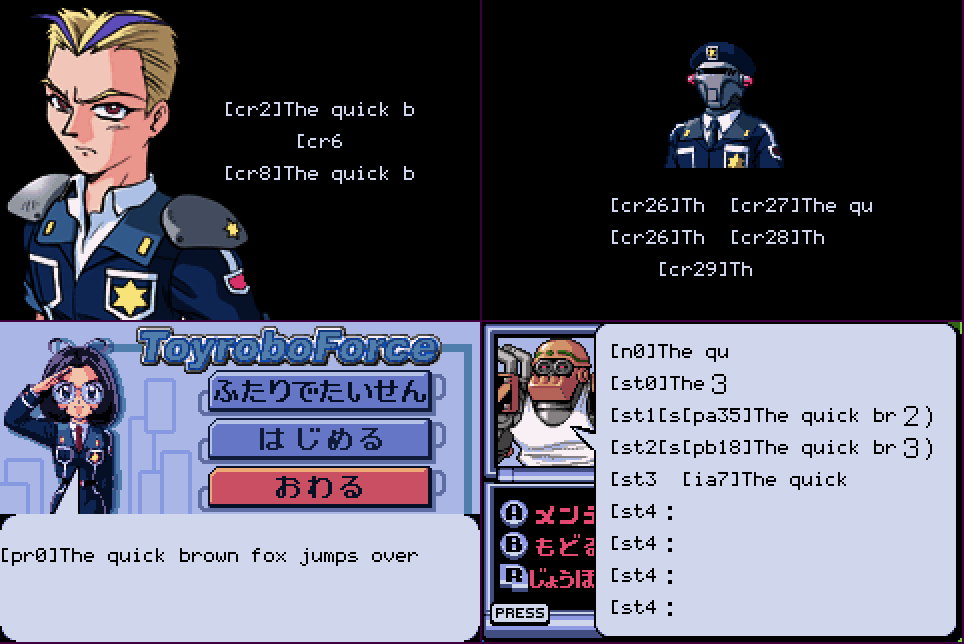 [cr2]The quick b
[cr6
[cr8]The quick b
[cr26]Th [cr27]The qu
[cr26]Th [cr28]Th
[cr29]Th
ToyroboForce
ふたりでたいせん
はじめる
おわる
[pr0]The quick brown fox jumps over
[n0]The qu
[st0]The 3
[st1[s[pa35]The quick br 2)
[st2[s[pb18]The quick br 3)
[st3 [ia7]The quick
[st4 :
[st4 :
[st4 :
[st4 :
A メンテ
B もどる
R じょうほ
PRESS